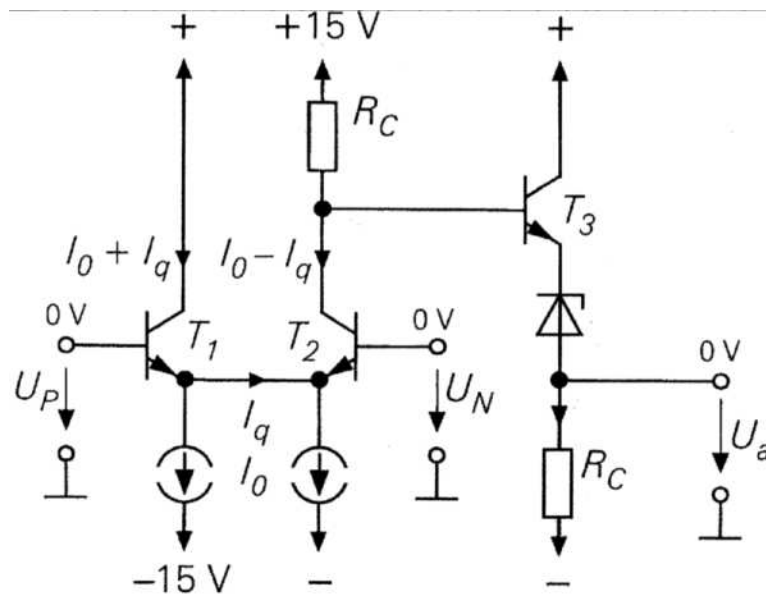 + +15 V +
R_C
T_3
I_0 + I_q I_0 – I_q
0 V T_1 T_2 0 V 0 V
U_P I_q U_N U_a
I_0 R_C
–15 V – –